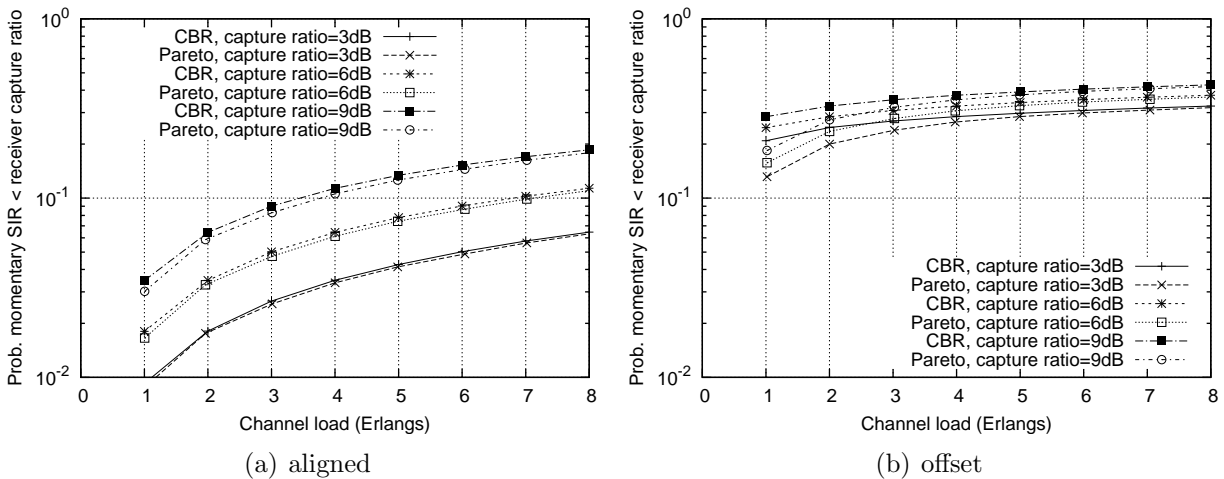 10^0
10^-1
10^-2
Prob. momentary SIR < receiver capture ratio
CBR, capture ratio=3dB
Pareto, capture ratio=3dB
CBR, capture ratio=6dB
Pareto, capture ratio=6dB
CBR, capture ratio=9dB
Pareto, capture ratio=9dB
0 1 2 3 4 5 6 7 8
Channel load (Erlangs)
(a) aligned
10^0
10^-1
10^-2
Prob. momentary SIR < receiver capture ratio
CBR, capture ratio=3dB
Pareto, capture ratio=3dB
CBR, capture ratio=6dB
Pareto, capture ratio=6dB
CBR, capture ratio=9dB
Pareto, capture ratio=9dB
0 1 2 3 4 5 6 7 8
Channel load (Erlangs)
(b) offset